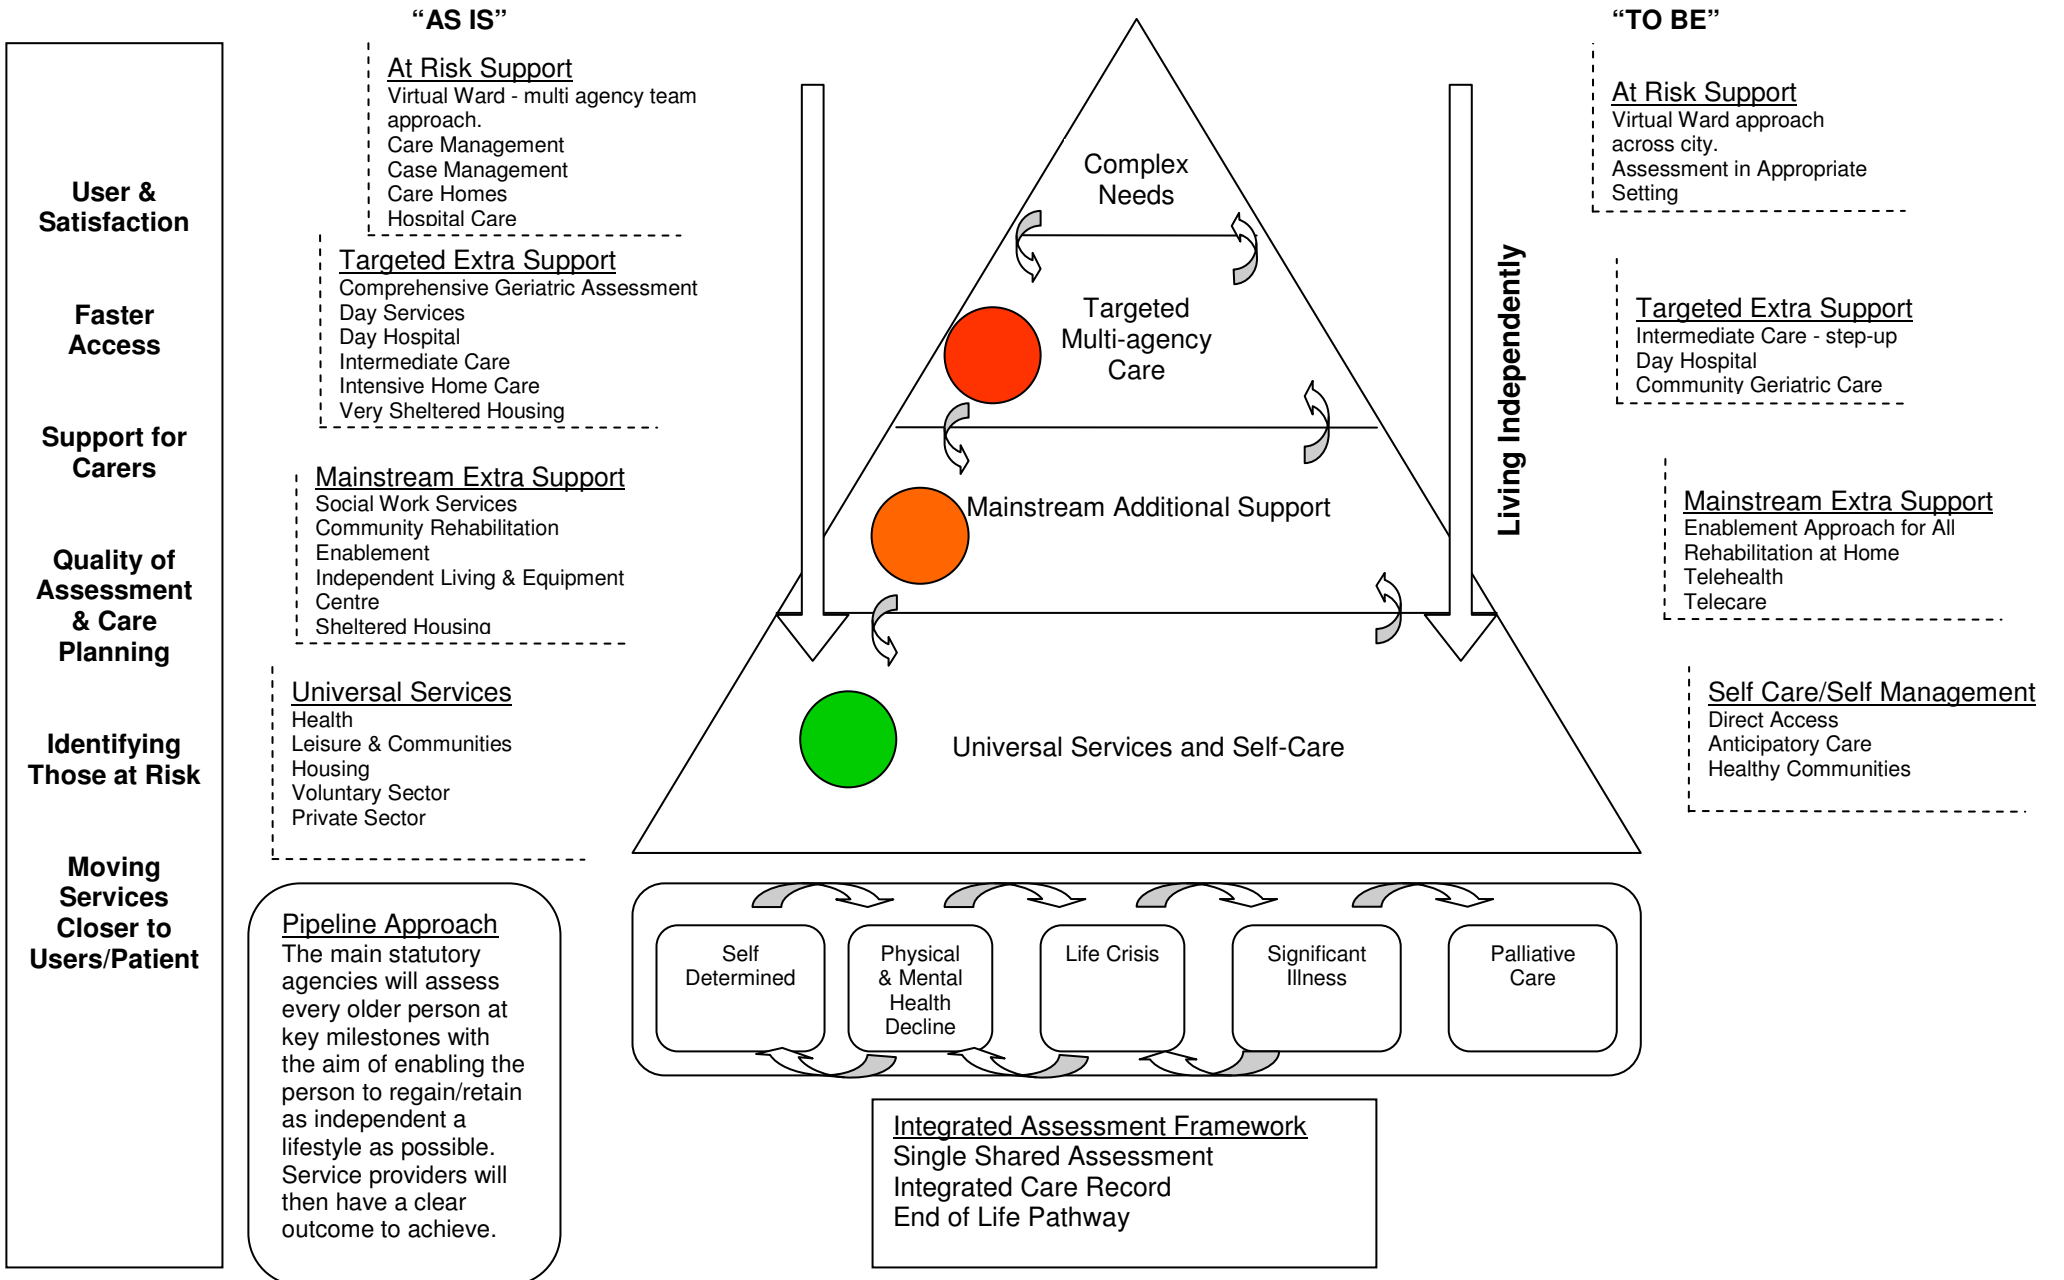 “AS IS”
“TO BE”
User &
Satisfaction
Faster
Access
Support for
Carers
Quality of
Assessment
& Care
Planning
Identifying
Those at Risk
Moving
Services
Closer to
Users/Patient
At Risk Support
Virtual Ward - multi agency team
approach.
Care Management
Case Management
Care Homes
Hospital Care
Targeted Extra Support
Comprehensive Geriatric Assessment
Day Services
Day Hospital
Intermediate Care
Intensive Home Care
Very Sheltered Housing
Mainstream Extra Support
Social Work Services
Community Rehabilitation
Enablement
Independent Living & Equipment
Centre
Sheltered Housing
Universal Services
Health
Leisure & Communities
Housing
Voluntary Sector
Private Sector
Pipeline Approach
The main statutory
agencies will assess
every older person at
key milestones with
the aim of enabling the
person to regain/retain
as independent a
lifestyle as possible.
Service providers will
then have a clear
outcome to achieve.
Complex
Needs
Targeted
Multi-agency
Care
Mainstream Additional Support
Universal Services and Self-Care
Living Independently
At Risk Support
Virtual Ward approach
across city.
Assessment in Appropriate
Setting
Targeted Extra Support
Intermediate Care - step-up
Day Hospital
Community Geriatric Care
Mainstream Extra Support
Enablement Approach for All
Rehabilitation at Home
Telehealth
Telecare
Self Care/Self Management
Direct Access
Anticipatory Care
Healthy Communities
Self
Determined
Physical
& Mental
Health
Decline
Life Crisis
Significant
Illness
Palliative
Care
Integrated Assessment Framework
Single Shared Assessment
Integrated Care Record
End of Life Pathway